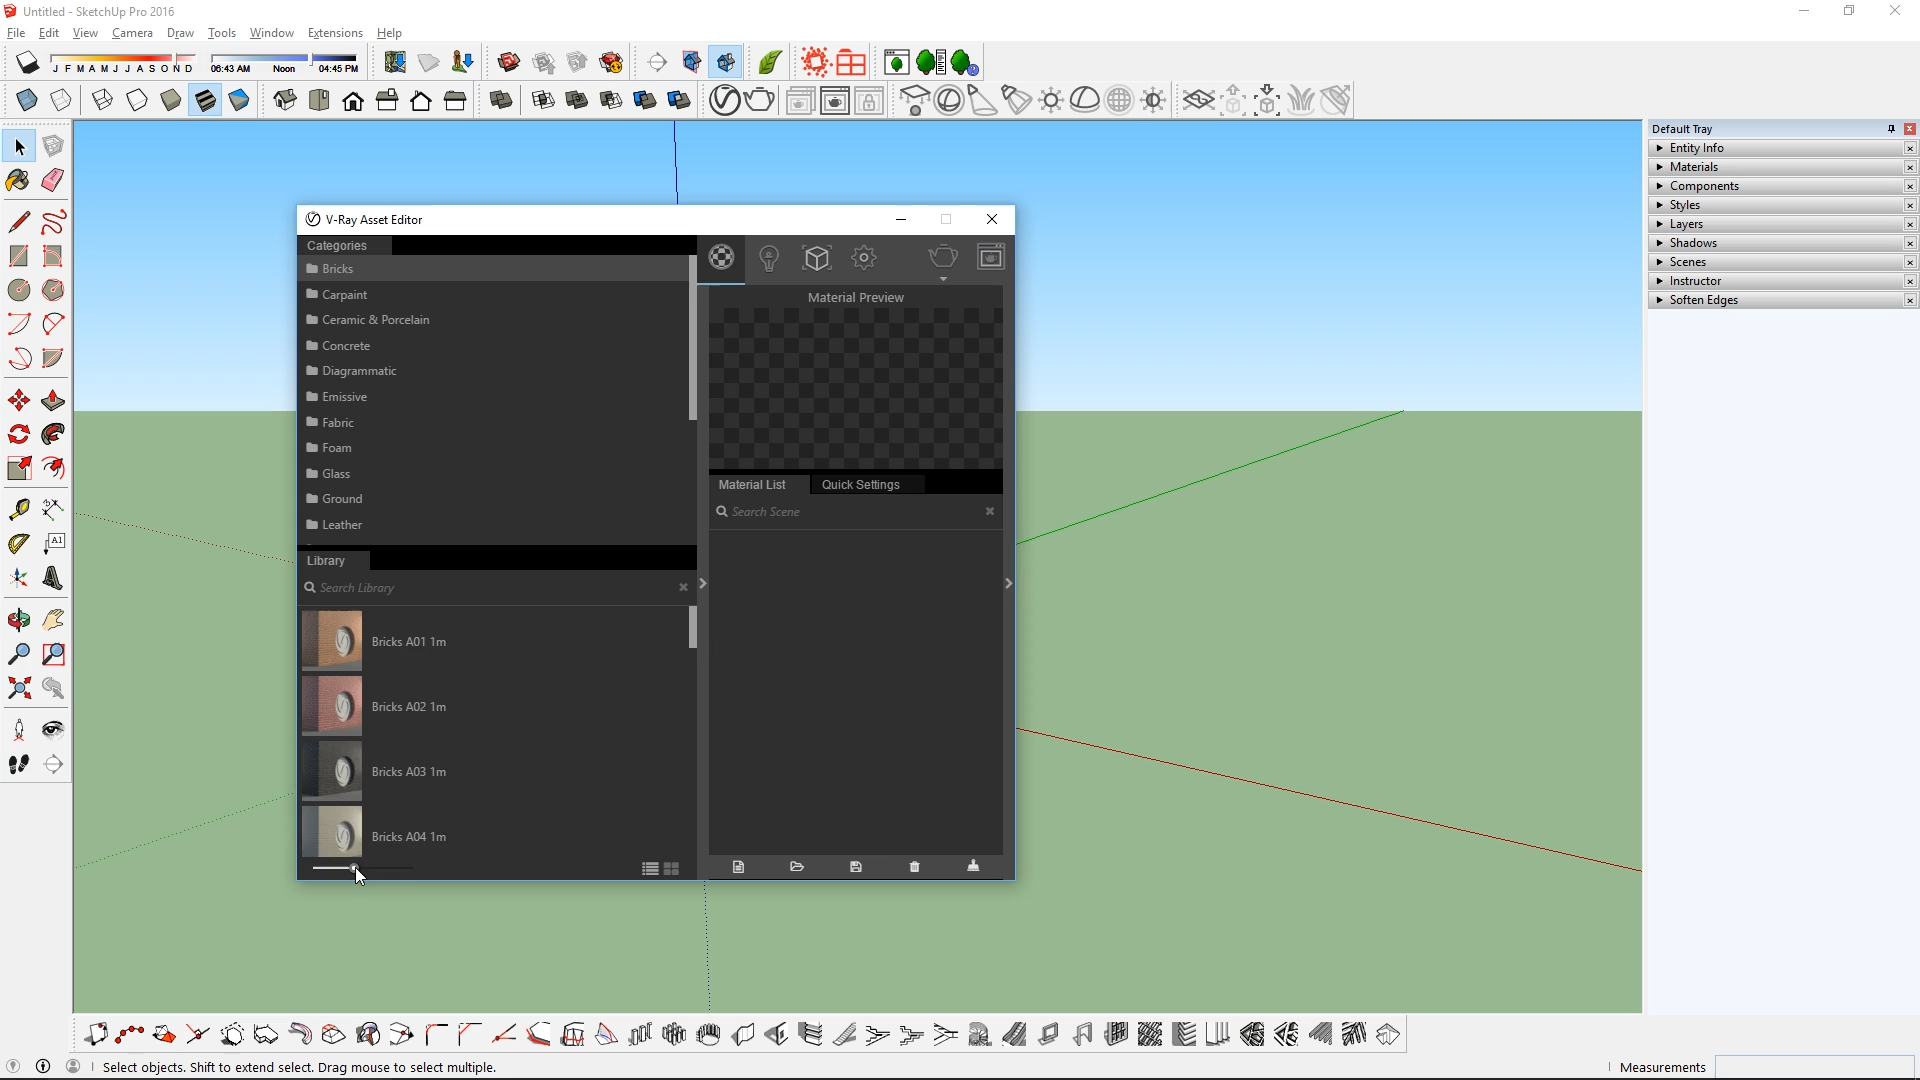 Untitled - SketchUp Pro 2016
File Edit View Camera Draw Tools Window Extensions Help
J F M A M J J A S O N D 06:43 AM Noon 04:45 PM
Default Tray
Entity Info
Materials
Components
Styles
Layers
Shadows
Scenes
Instructor
Soften Edges
V-Ray Asset Editor
Categories
Bricks
Carpaint
Ceramic & Porcelain
Concrete
Diagrammatic
Emissive
Fabric
Foam
Glass
Ground
Leather
Library
Search Library
Bricks A01 1m
Bricks A02 1m
Bricks A03 1m
Bricks A04 1m
Material Preview
Material List Quick Settings
Search Scene
A1
Select objects. Shift to extend select. Drag mouse to select multiple.
Measurements